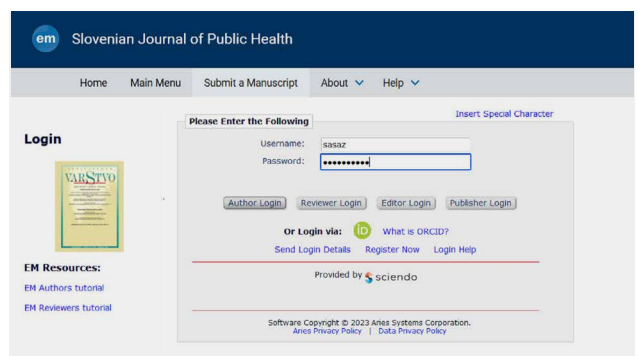 em Slovenian Journal of Public Health
Home Main Menu Submit a Manuscript About Help
Insert Special Character
Please Enter the Following
Login
Username: sasaz
Password: ••••••••••
VARSTVO
Author Login Reviewer Login Editor Login Publisher Login
Or Login via: iD What is ORCID?
Send Login Details Register Now Login Help
EM Resources:
Provided by sciendo
EM Authors tutorial
EM Reviewers tutorial
Software Copyright © 2023 Aries Systems Corporation.
Aries Privacy Policy | Data Privacy Policy